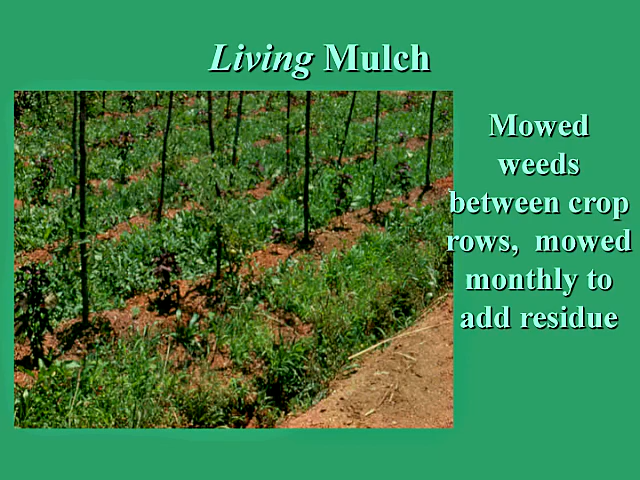 Living Mulch
Mowed
weeds
between crop
rows, mowed
monthly to
add residue